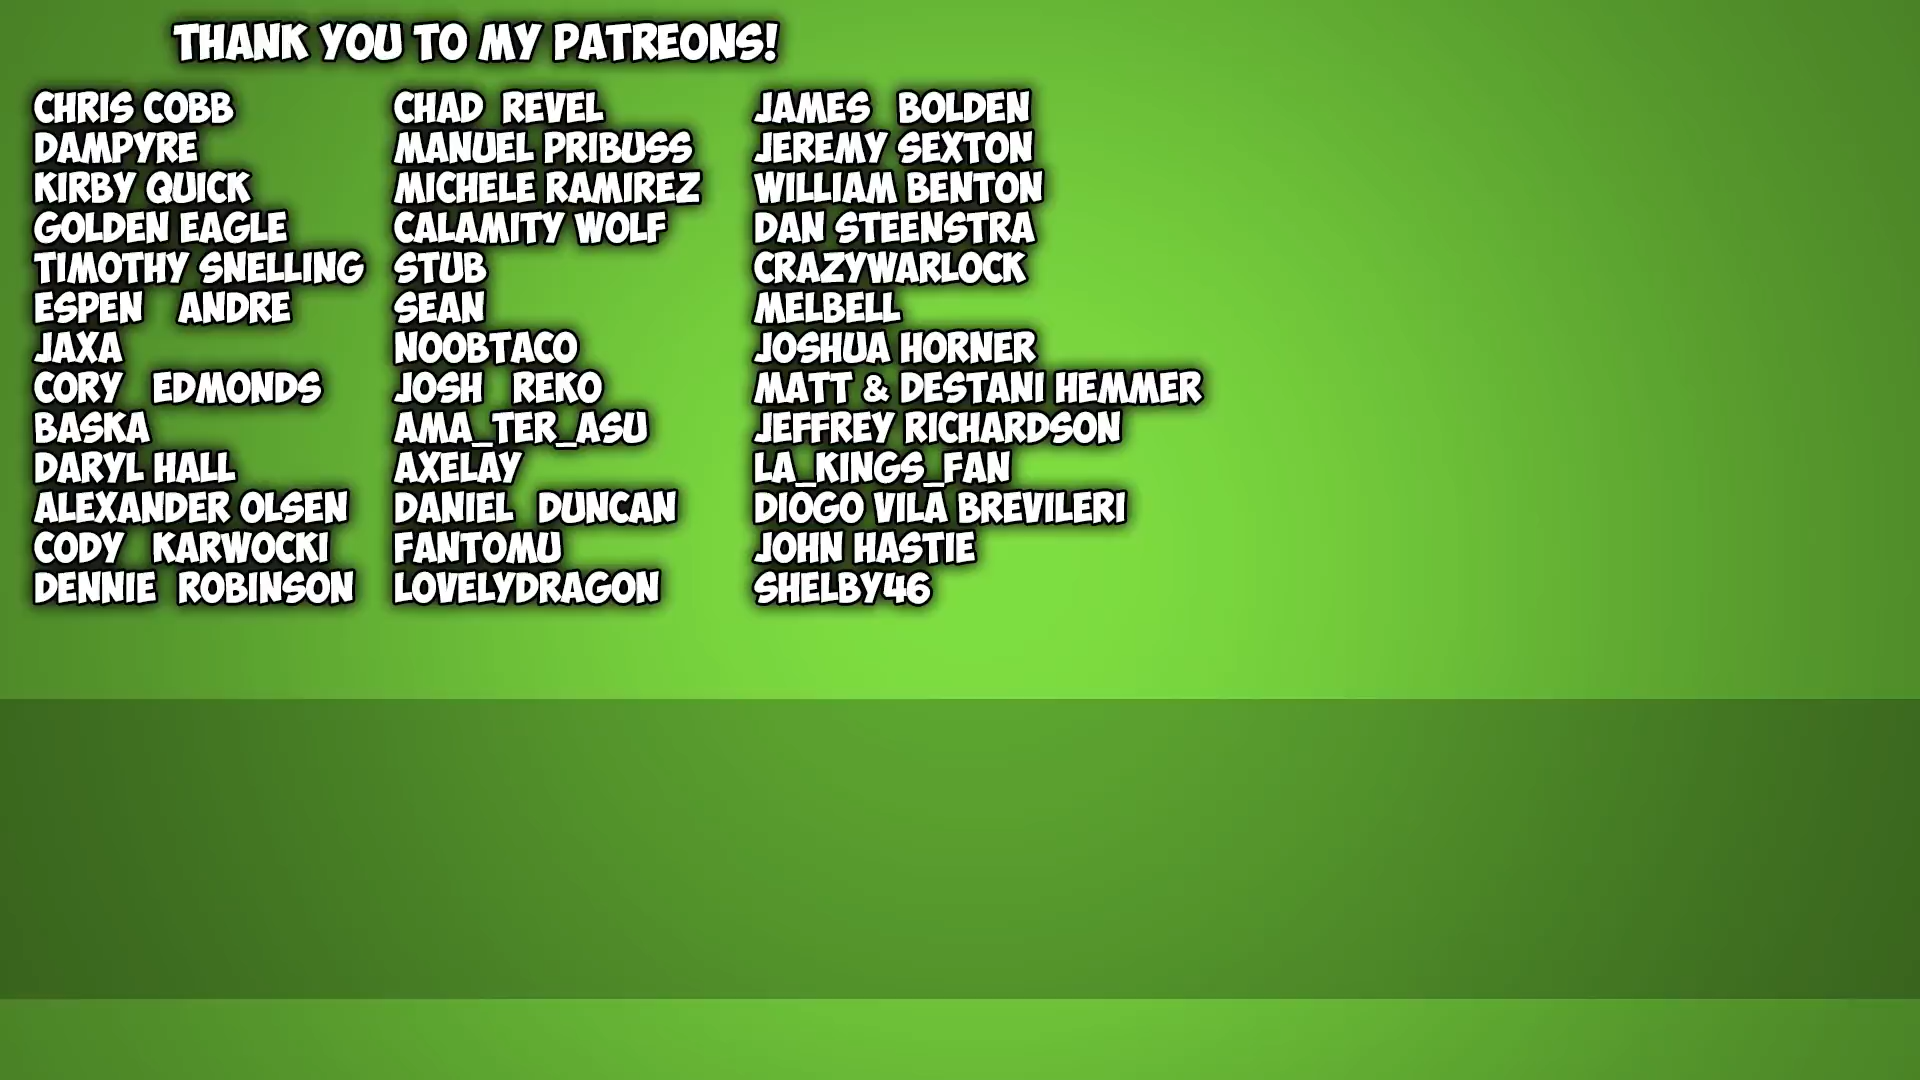 THANK YOU TO MY PATREONS!
CHRIS COBB
DAMPYRE
KIRBY QUICK
GOLDEN EAGLE
TIMOTHY SNELLING
ESPEN ANDRE
JAXA
CORY EDMONDS
BASKA
DARYL HALL
ALEXANDER OLSEN
CODY KARWOCKI
DENNIE ROBINSON
CHAD REVEL
MANUEL PRIBUSS
MICHELE RAMIREZ
CALAMITY WOLF
STUB
SEAN
NOOBTACO
JOSH REKO
AMA_TER_ASU
AXELAY
DANIEL DUNCAN
FANTOMU
LOVELYDRAGON
JAMES BOLDEN
JEREMY SEXTON
WILLIAM BENTON
DAN STEENSTRA
CRAZYWARLOCK
MELBELL
JOSHUA HORNER
MATT & DESTANI HEMMER
JEFFREY RICHARDSON
LA_KINGS_FAN
DIOGO VILA BREVILERI
JOHN HASTIE
SHELBY46